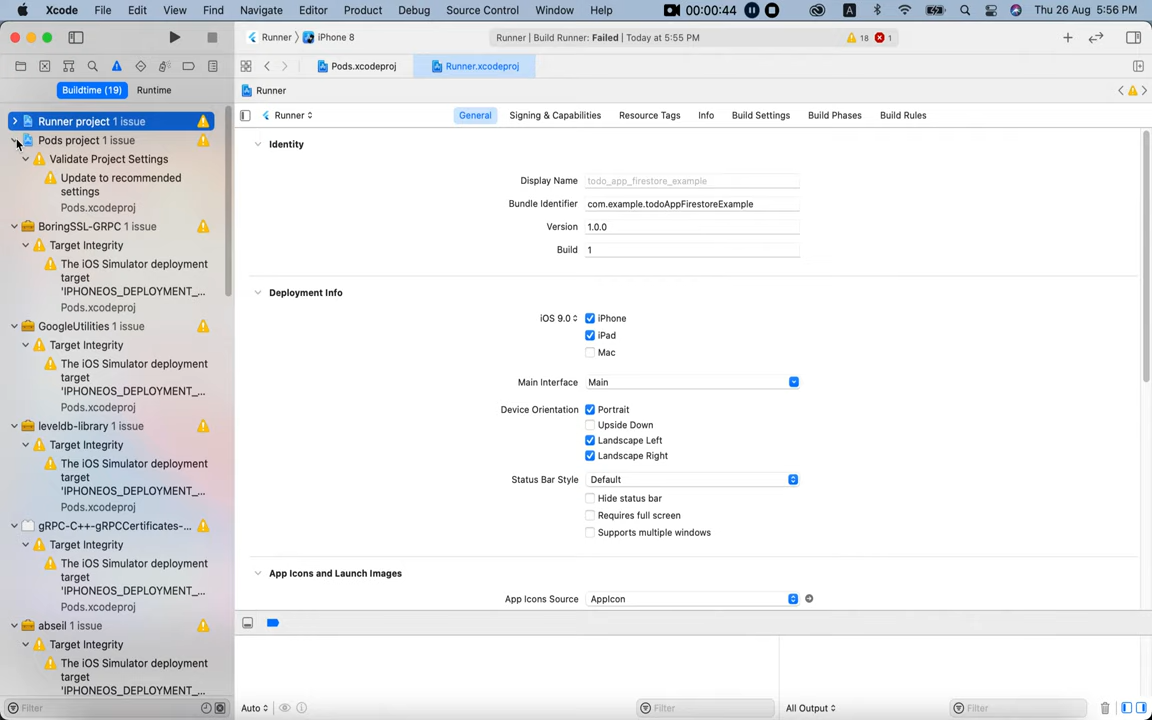 Xcode File Edit View Find Navigate Editor Product Debug Source Control Window Help 00:00:44 A Thu 26 Aug 5:56 PM
Runner iPhone 8 Runner | Build Runner: Failed | Today at 5:55 PM 18 1
Pods.xcodeproj Runner.xcodeproj
Buildtime (19) Runtime
Runner
Runner project 1 issue
Runner General Signing & Capabilities Resource Tags Info Build Settings Build Phases Build Rules
Pods project 1 issue
Validate Project Settings
Update to recommended
settings
Pods.xcodeproj
BoringSSL-GRPC 1 issue
Target Integrity
The iOS Simulator deployment
target
'IPHONEOS_DEPLOYMENT_...
Pods.xcodeproj
GoogleUtilities 1 issue
Target Integrity
The iOS Simulator deployment
target
'IPHONEOS_DEPLOYMENT_...
Pods.xcodeproj
leveldb-library 1 issue
Target Integrity
The iOS Simulator deployment
target
'IPHONEOS_DEPLOYMENT_...
Pods.xcodeproj
gRPC-C++-gRPCCertificates-...
Target Integrity
The iOS Simulator deployment
target
'IPHONEOS_DEPLOYMENT_...
Pods.xcodeproj
abseil 1 issue
Target Integrity
The iOS Simulator deployment
target
'IPHONEOS_DEPLOYMENT_...
Filter
Identity
Display Name todo_app_firestore_example
Bundle Identifier com.example.todoAppFirestoreExample
Version 1.0.0
Build 1
Deployment Info
iOS 9.0 iPhone
iPad
Mac
Main Interface Main
Device Orientation Portrait
Upside Down
Landscape Left
Landscape Right
Status Bar Style Default
Hide status bar
Requires full screen
Supports multiple windows
App Icons and Launch Images
App Icons Source AppIcon
Auto Filter All Output Filter